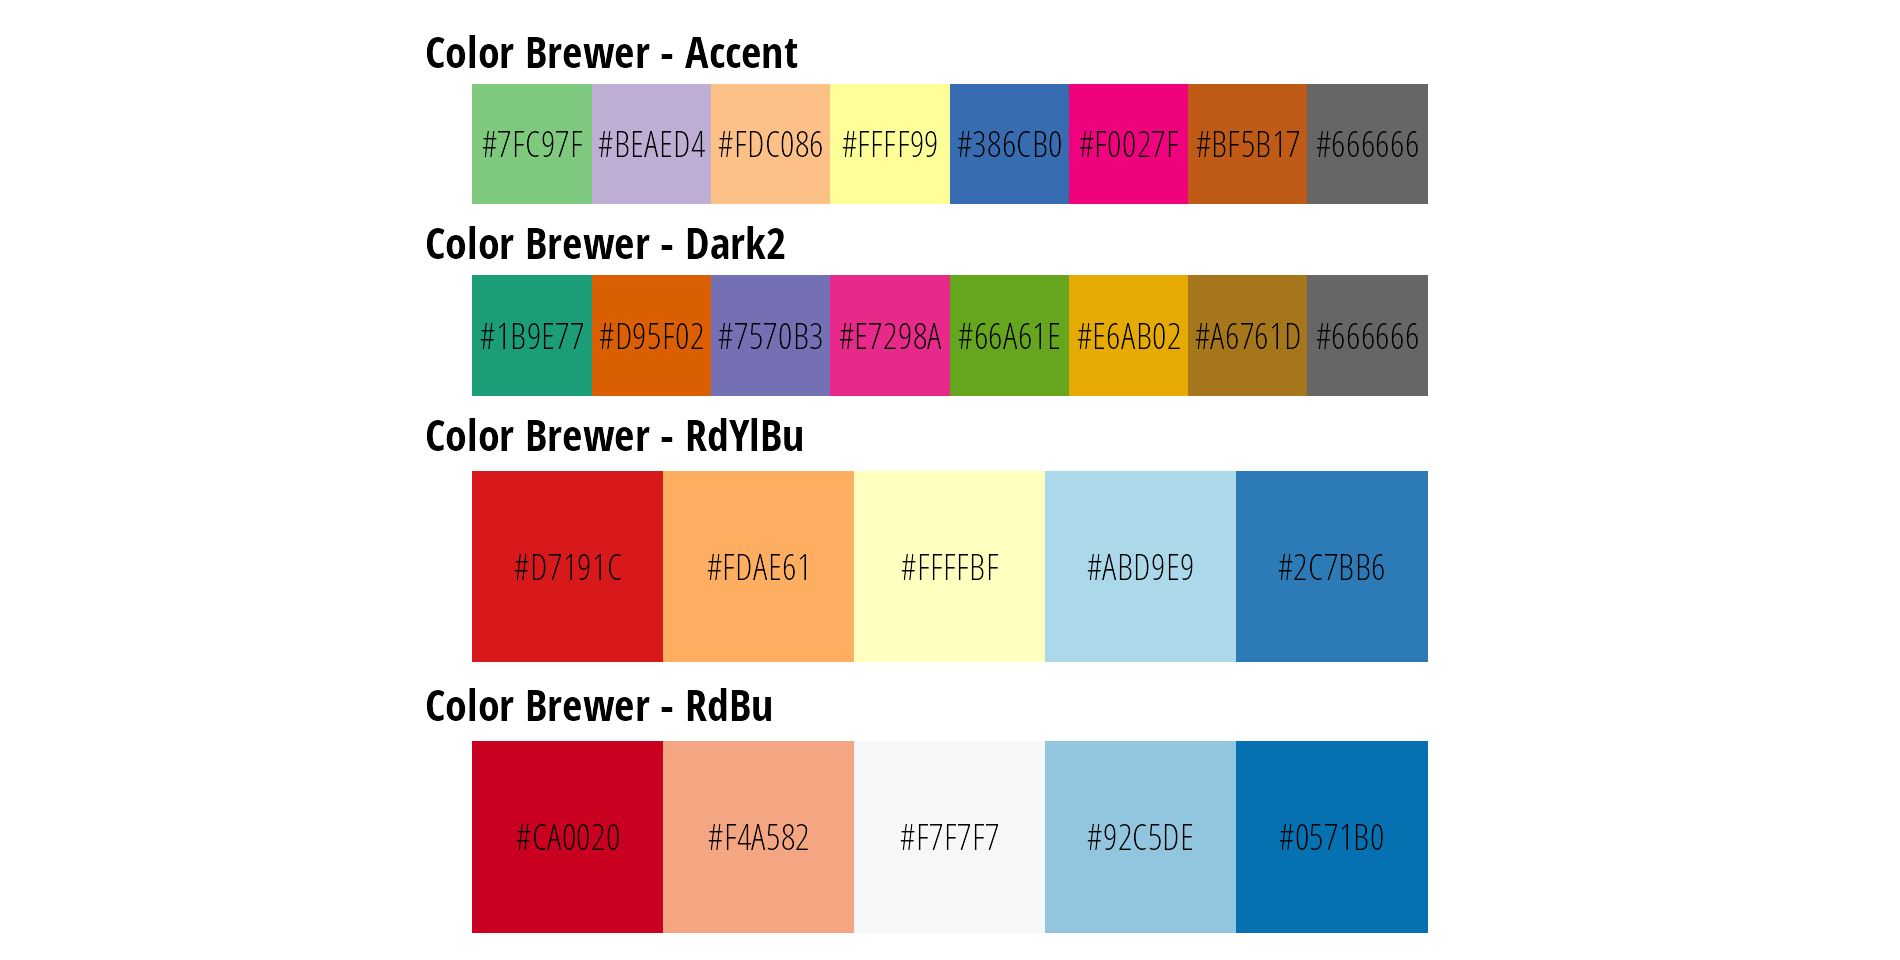 Color Brewer - Accent
#7FC97F #BEAED4 #FDC086 #FFFF99 #386CB0 #F0027F #BF5B17 #666666
Color Brewer - Dark2
#1B9E77 #D95F02 #7570B3 #E7298A #66A61E #E6AB02 #A6761D #666666
Color Brewer - RdYlBu
#D7191C #FDAE61 #FFFFBF #ABD9E9 #2C7BB6
Color Brewer - RdBu
#CA0020 #F4A582 #F7F7F7 #92C5DE #0571B0